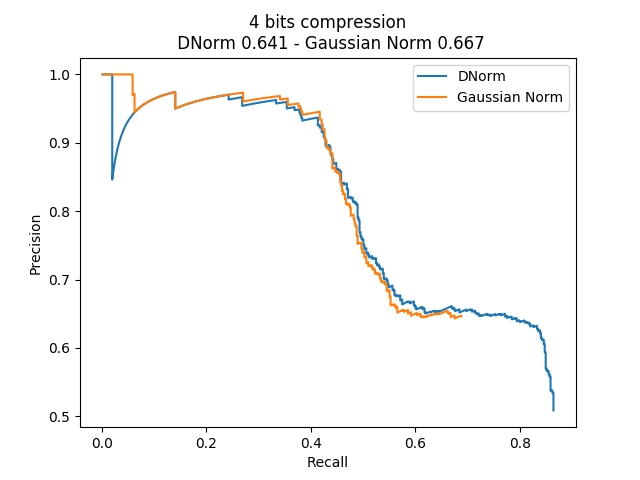 4 bits compression
DNorm 0.641 - Gaussian Norm 0.667
DNorm
Gaussian Norm
Precision
1.0
0.9
0.8
0.7
0.6
0.5
0.0
0.2
0.4
0.6
0.8
Recall